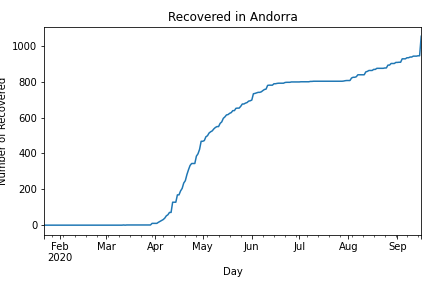 Recovered in Andorra
Number of Recovered
1000
800
600
400
200
0
Feb Mar Apr May Jun Jul Aug Sep
2020
Day